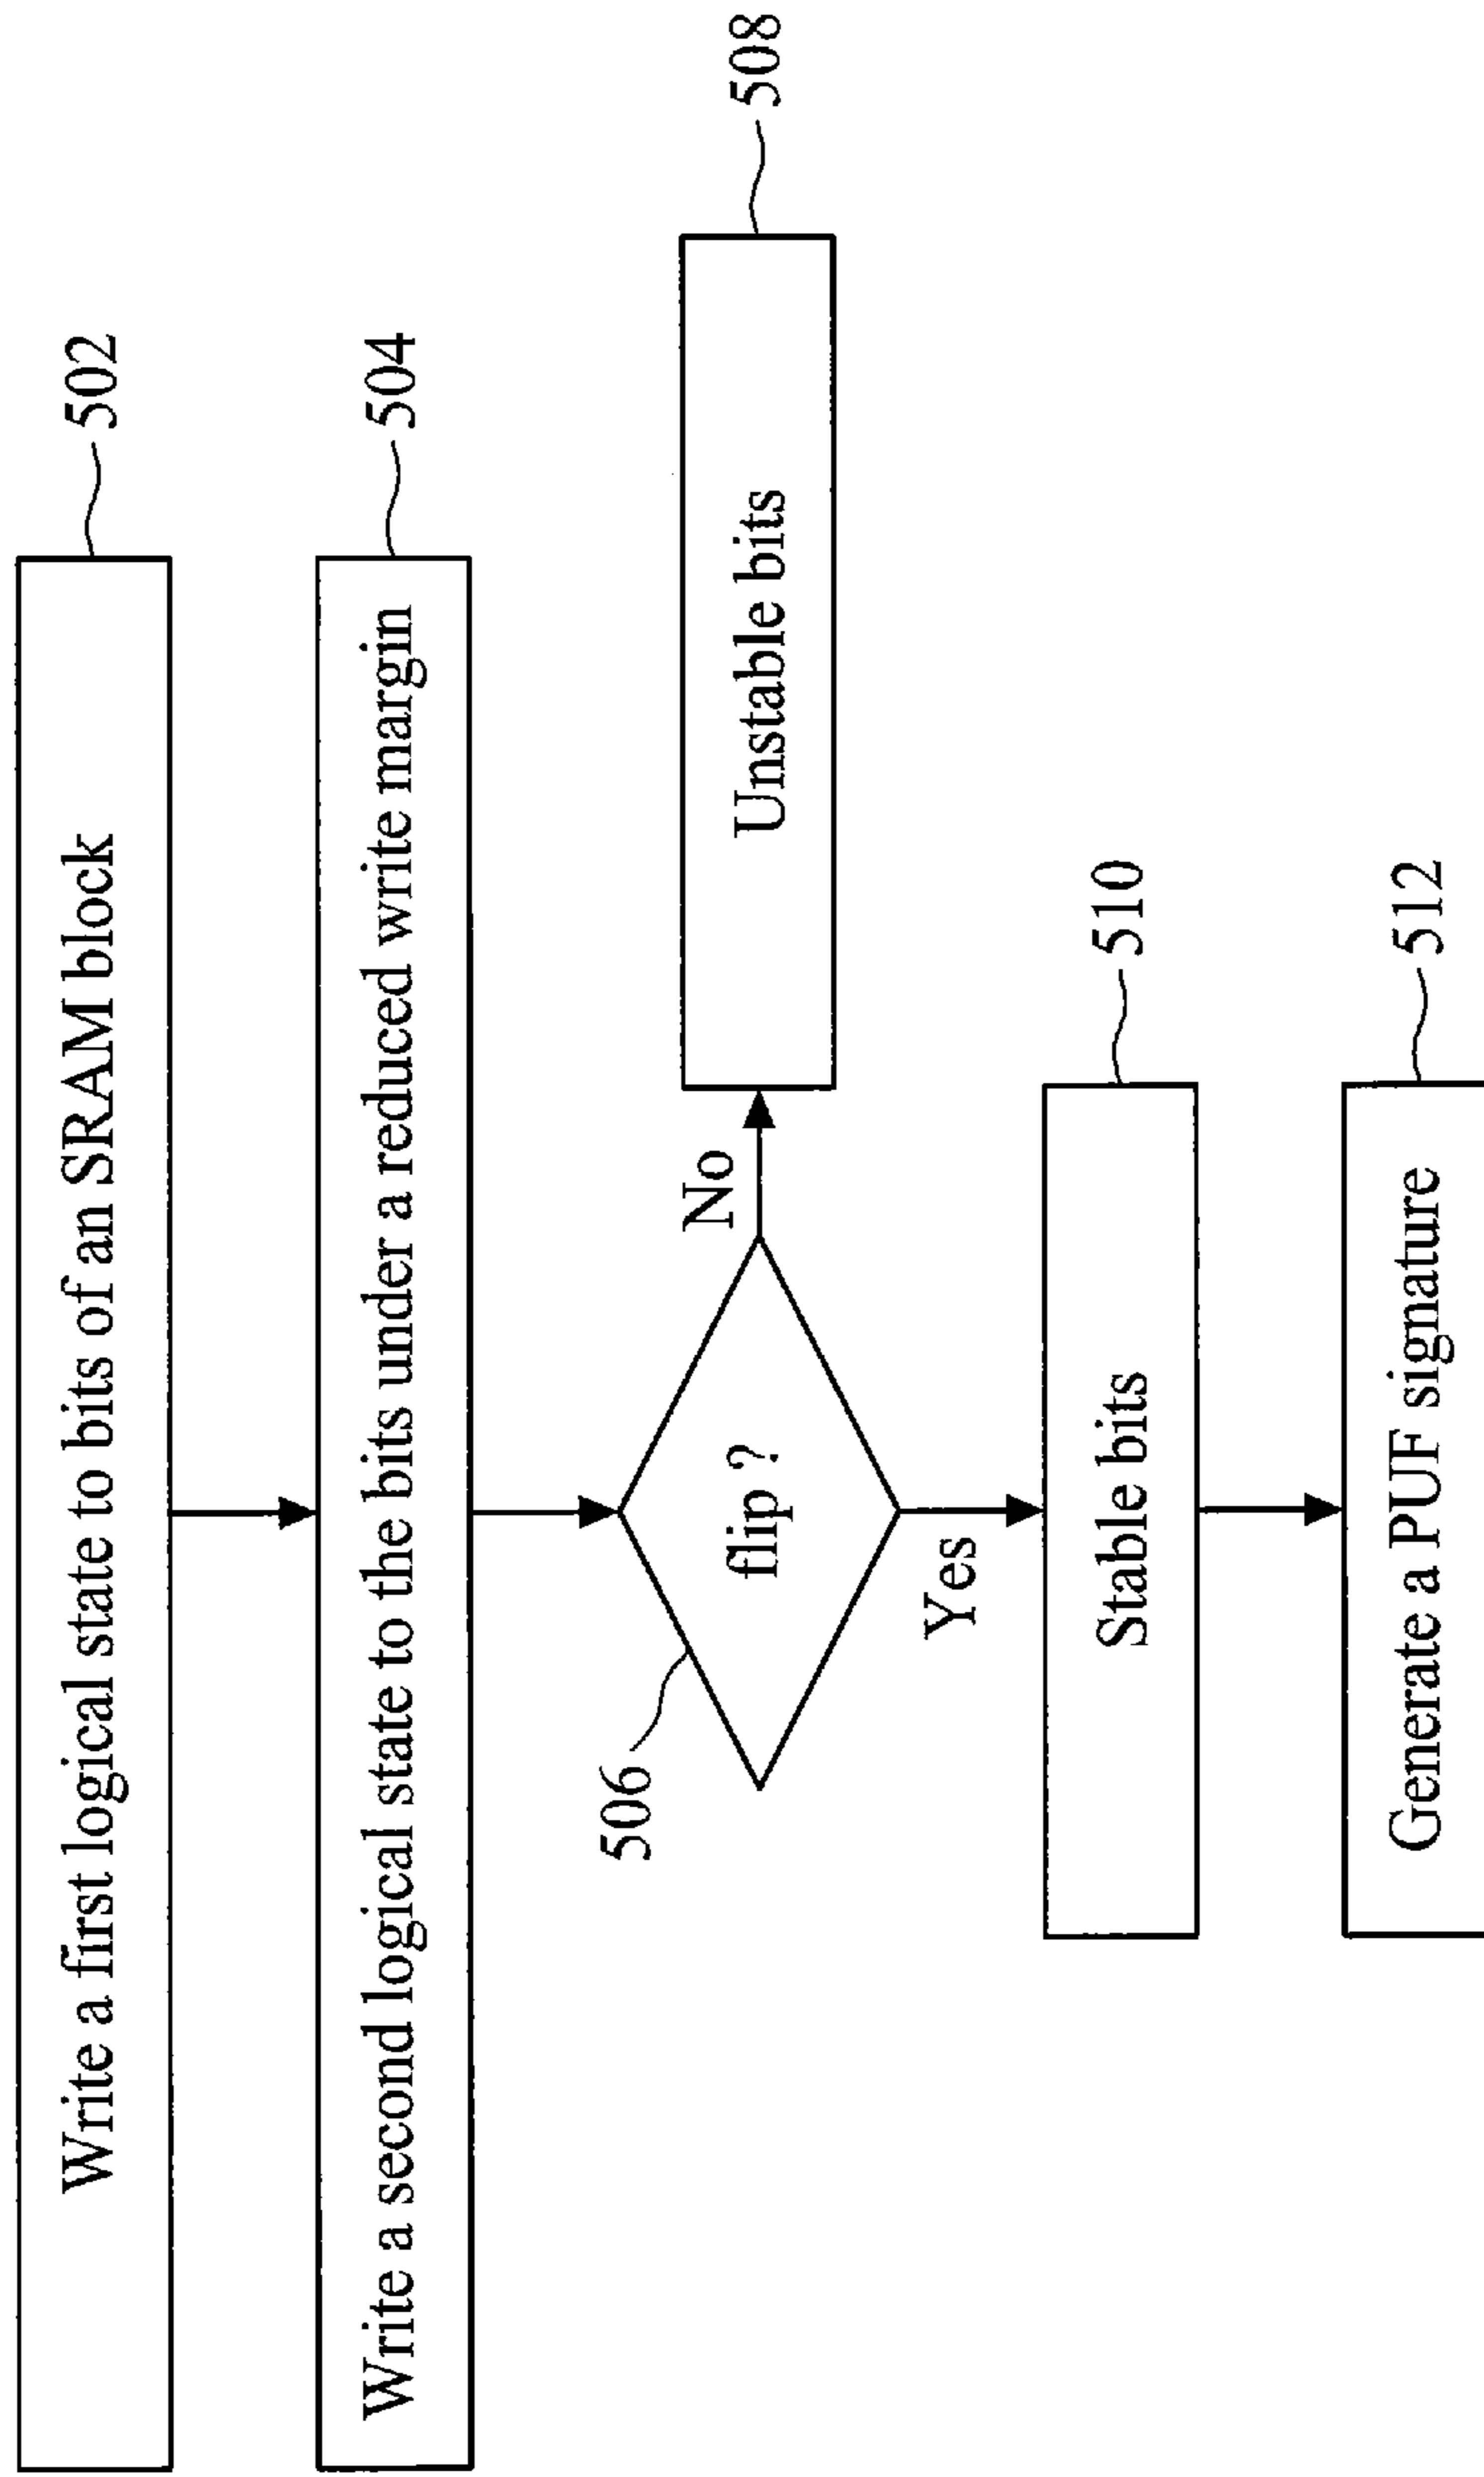 Write a first logical state to bits of an SRAM block
502
Write a second logical state to the bits under a reduced write margin
504
506
flip ?
No
Unstable bits
508
Yes
Stable bits
510
Generate a PUF signature
512